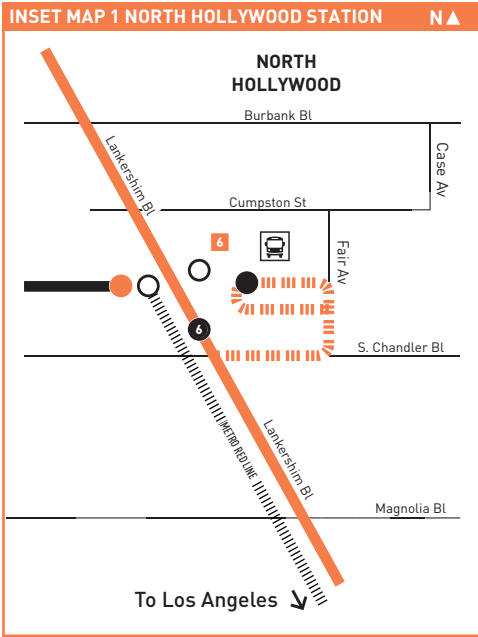 INSET MAP 1 NORTH HOLLYWOOD STATION
N
NORTH
HOLLYWOOD
Burbank Bl
Case Av
Lankershim Bl
Cumpston St
6
Fair Av
6
S. Chandler Bl
METRO RED LINE
Lankershim Bl
Magnolia Bl
To Los Angeles